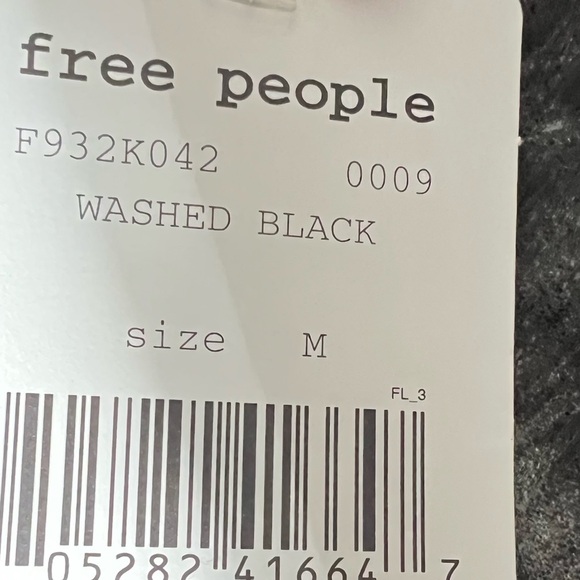 free people
F932K042 0009
WASHED BLACK
size M
FL_3
05282 41664 7